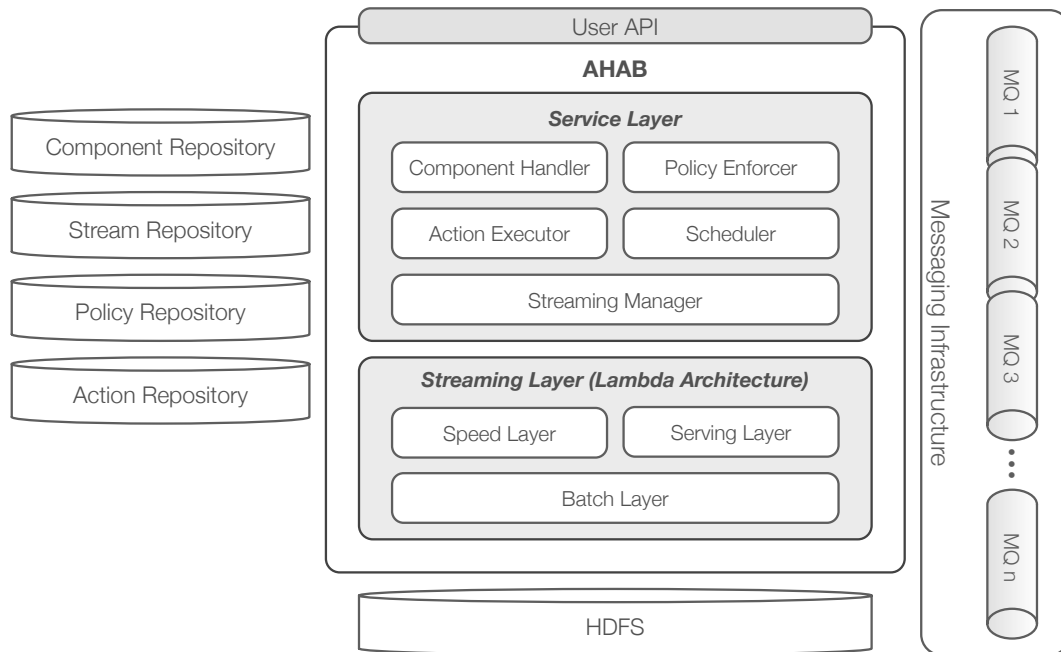 User API
AHAB
Component Repository
Stream Repository
Policy Repository
Action Repository
Service Layer
Component Handler
Policy Enforcer
Action Executor
Scheduler
Streaming Manager
Streaming Layer (Lambda Architecture)
Speed Layer
Serving Layer
Batch Layer
HDFS
Messaging Infrastructure
MQ 1
MQ 2
MQ 3
MQ n